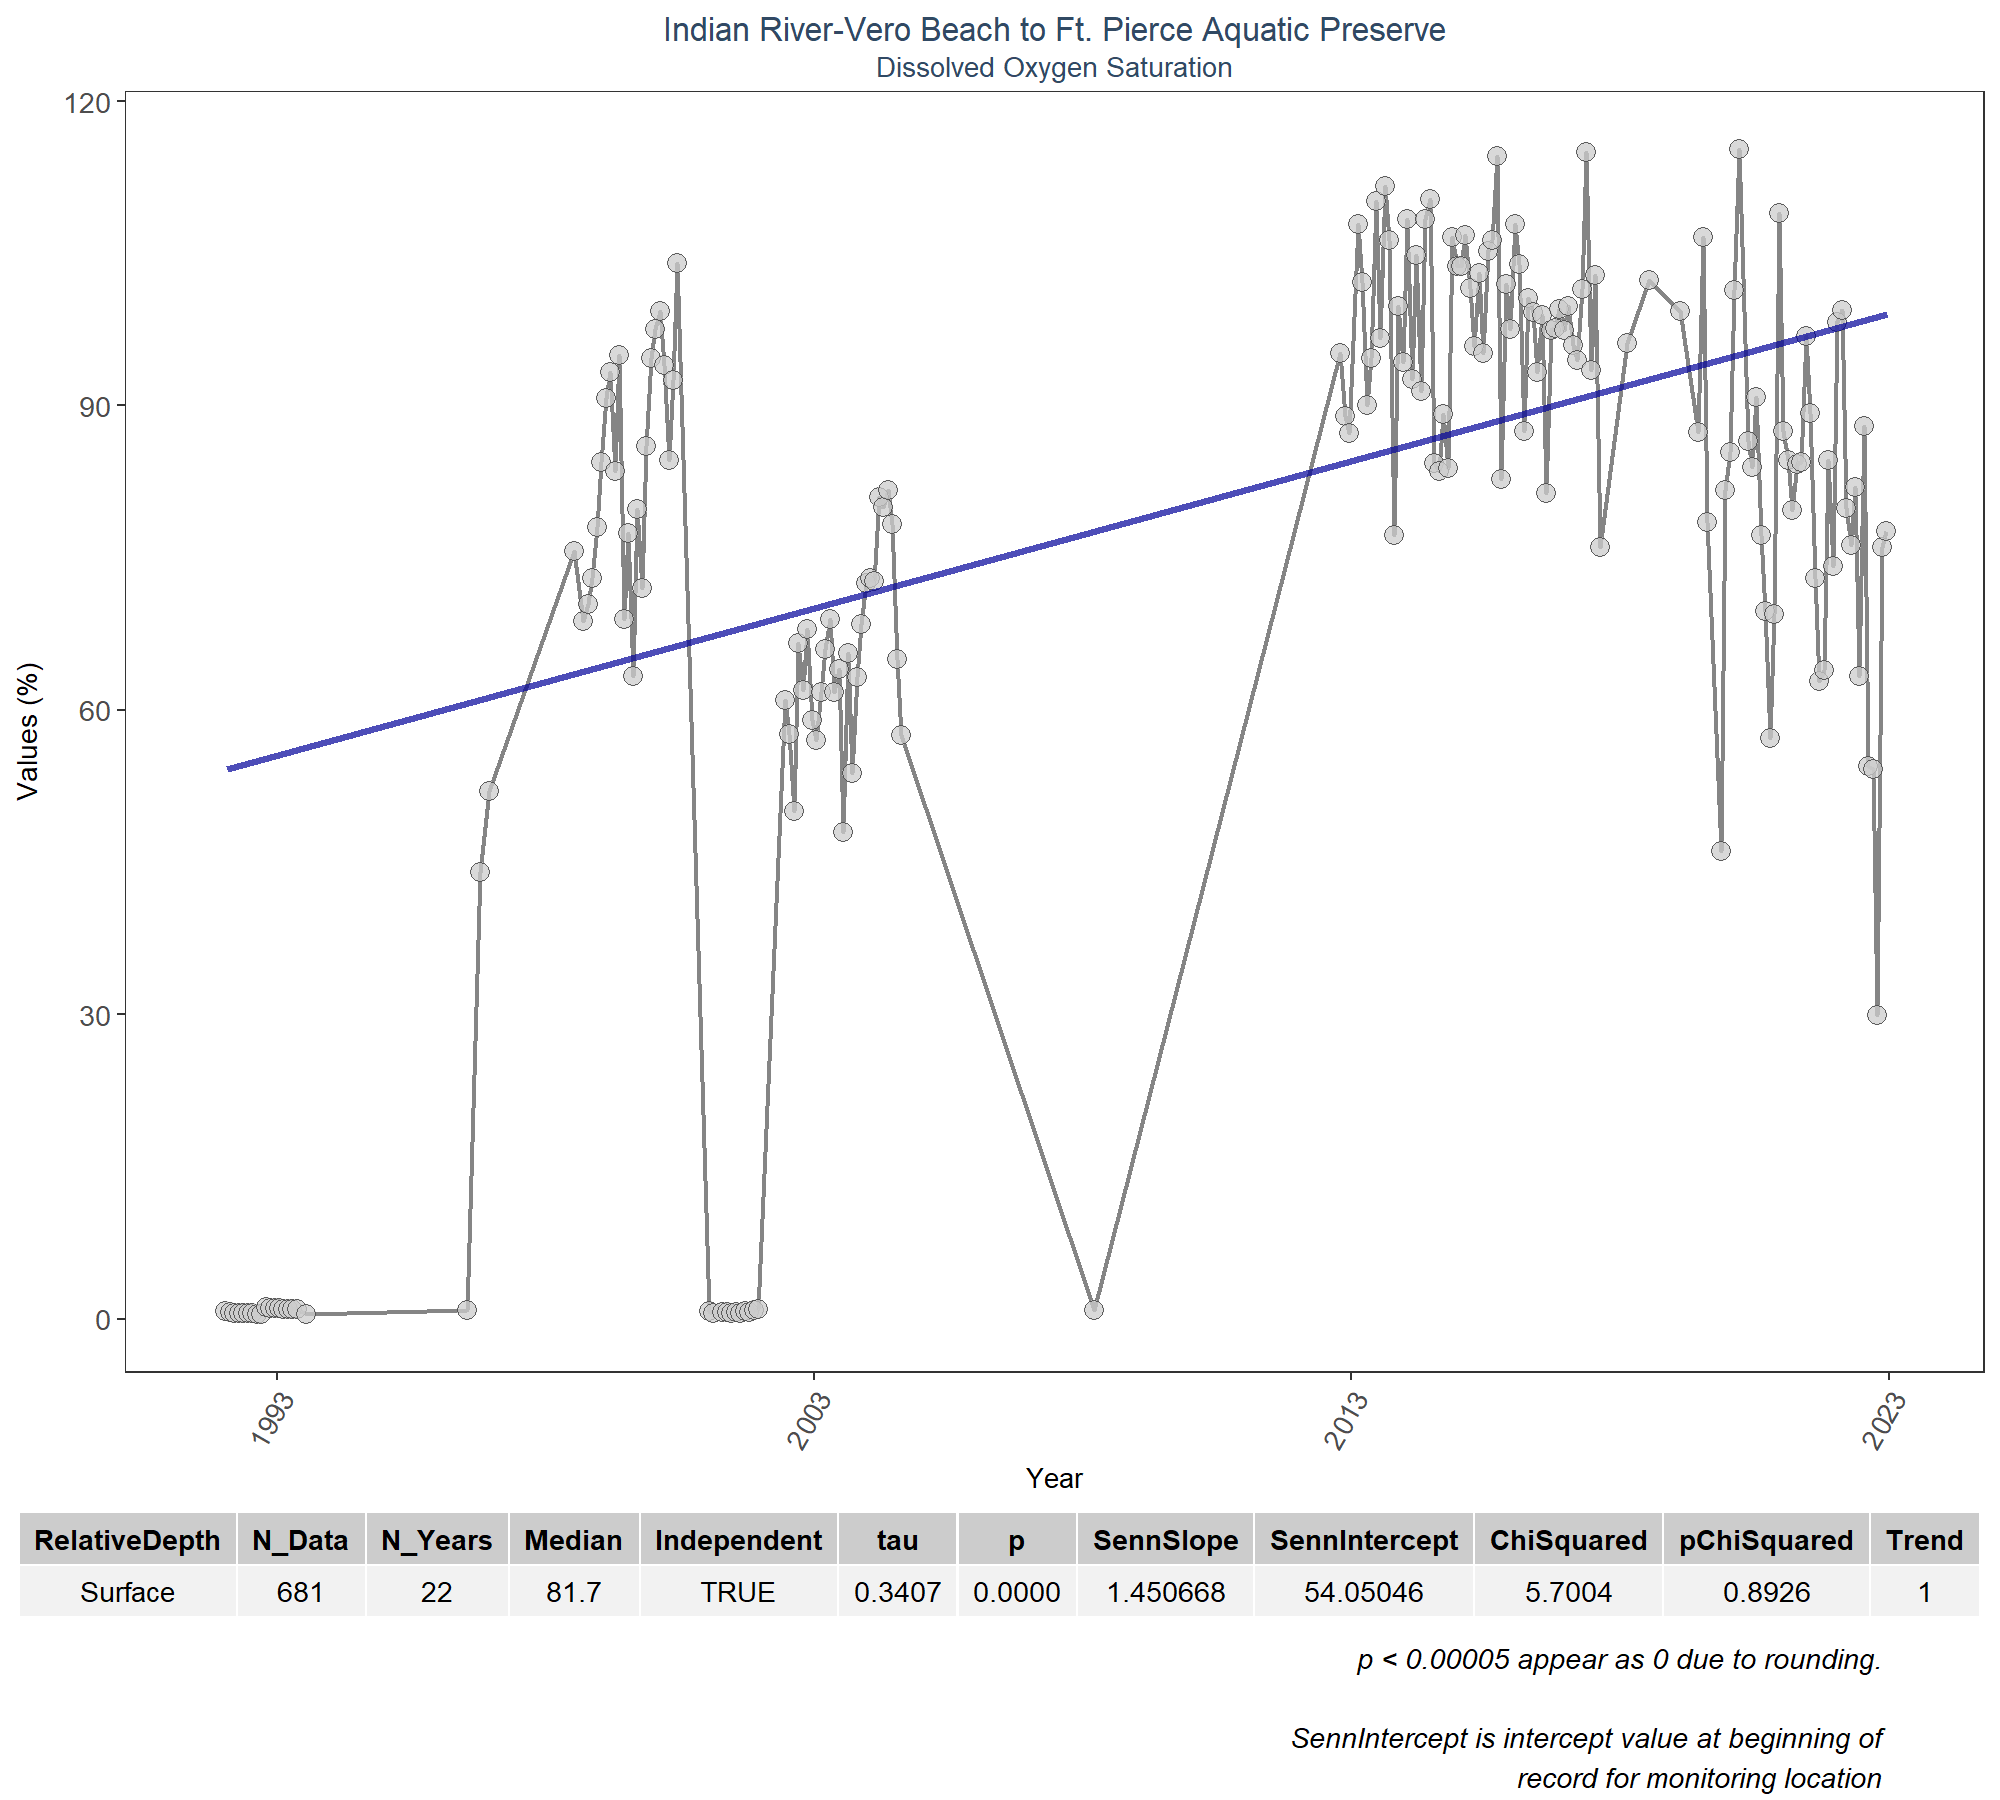 Indian River-Vero Beach to Ft. Pierce Aquatic Preserve
Dissolved Oxygen Saturation
120
90
60
30
0
Values (%)
1993
2003
2013
2023
Year
RelativeDepth N_Data N_Years Median Independent tau p SennSlope SennIntercept ChiSquared pChiSquared Trend
Surface 681 22 81.7 TRUE 0.3407 0.0000 1.450668 54.05046 5.7004 0.8926 1
p < 0.00005 appear as 0 due to rounding.
SennIntercept is intercept value at beginning of
record for monitoring location